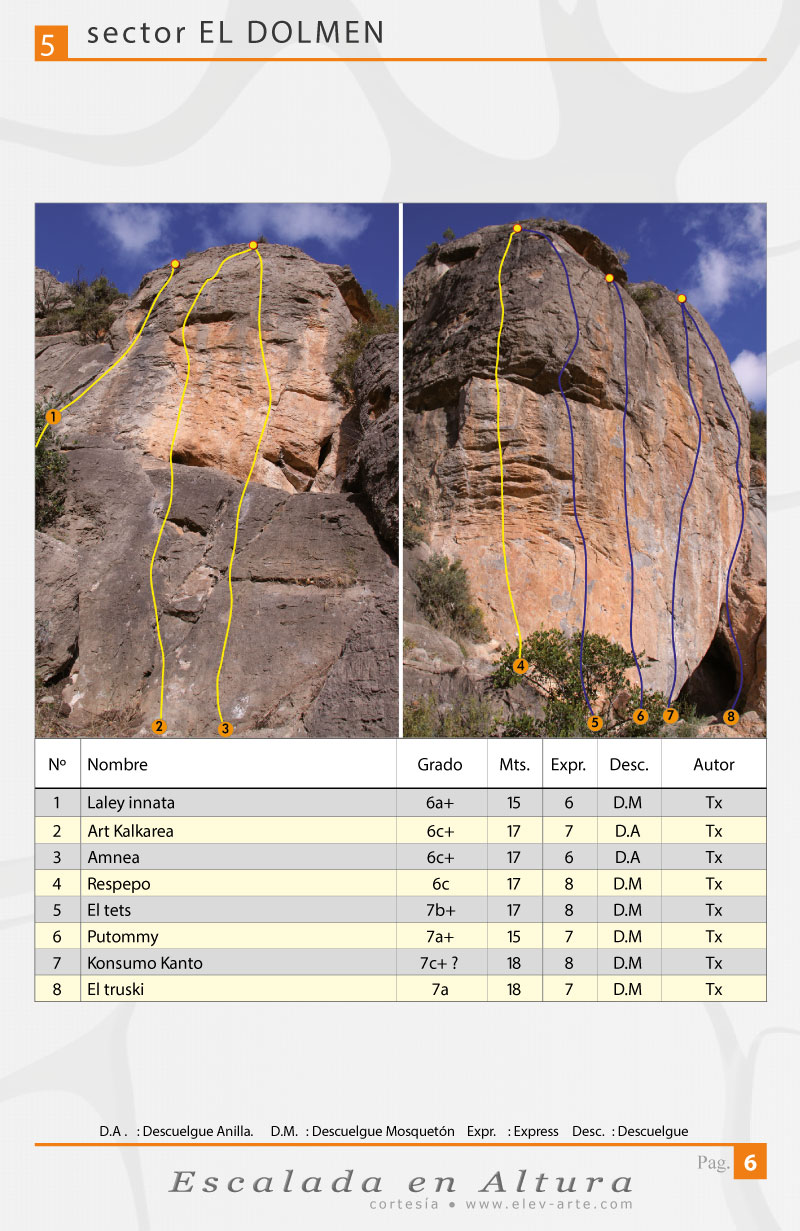 5 sector EL DOLMEN
1
2
3
4
5
6
7
8
Nº Nombre Grado Mts. Expr. Desc. Autor
1 Laley innata 6a+ 15 6 D.M Tx
2 Art Kalkarea 6c+ 17 7 D.A Tx
3 Amnea 6c+ 17 6 D.A Tx
4 Respepo 6c 17 8 D.M Tx
5 El tets 7b+ 17 8 D.M Tx
6 Putommy 7a+ 15 7 D.M Tx
7 Konsumo Kanto 7c+ ? 18 8 D.M Tx
8 El truski 7a 18 7 D.M Tx
D.A . : Descuelgue Anilla. D.M. : Descuelgue Mosquetón Expr. : Express Desc. : Descuelgue
Pag. 6
Escalada en Altura
cortesía • www.elev-arte.com